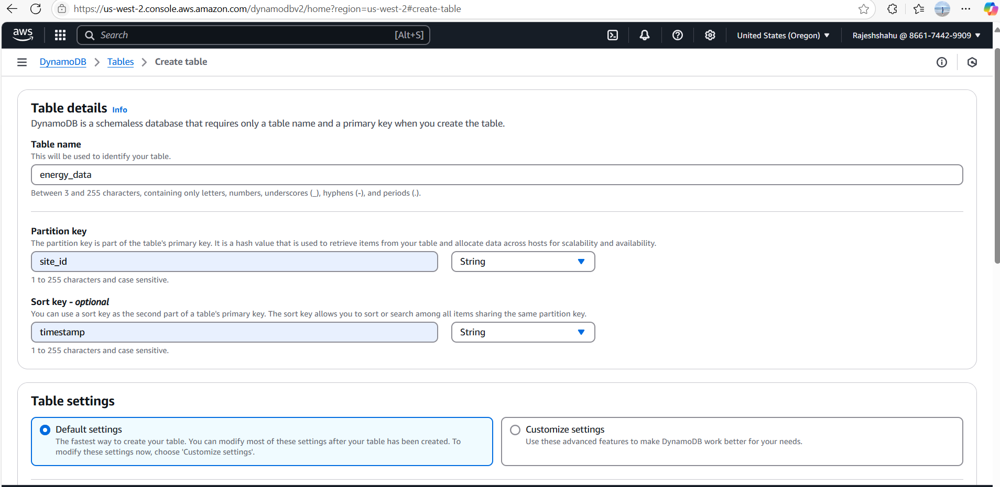 https://us-west-2.console.aws.amazon.com/dynamodbv2/home?region=us-west-2#create-table
aws
Search [Alt+S]
United States (Oregon)
Rajeshshahu @ 8661-7442-9909
DynamoDB
Tables
Create table
Table details Info
DynamoDB is a schemaless database that requires only a table name and a primary key when you create the table.
Table name
This will be used to identify your table.
energy_data
Between 3 and 255 characters, containing only letters, numbers, underscores (_), hyphens (-), and periods (.).
Partition key
The partition key is part of the table's primary key. It is a hash value that is used to retrieve items from your table and allocate data across hosts for scalability and availability.
site_id
String
1 to 255 characters and case sensitive.
Sort key - optional
You can use a sort key as the second part of a table's primary key. The sort key allows you to sort or search among all items sharing the same partition key.
timestamp
String
1 to 255 characters and case sensitive.
Table settings
Default settings
The fastest way to create your table. You can modify most of these settings after your table has been created. To
modify these settings now, choose 'Customize settings'.
Customize settings
Use these advanced features to make DynamoDB work better for your needs.